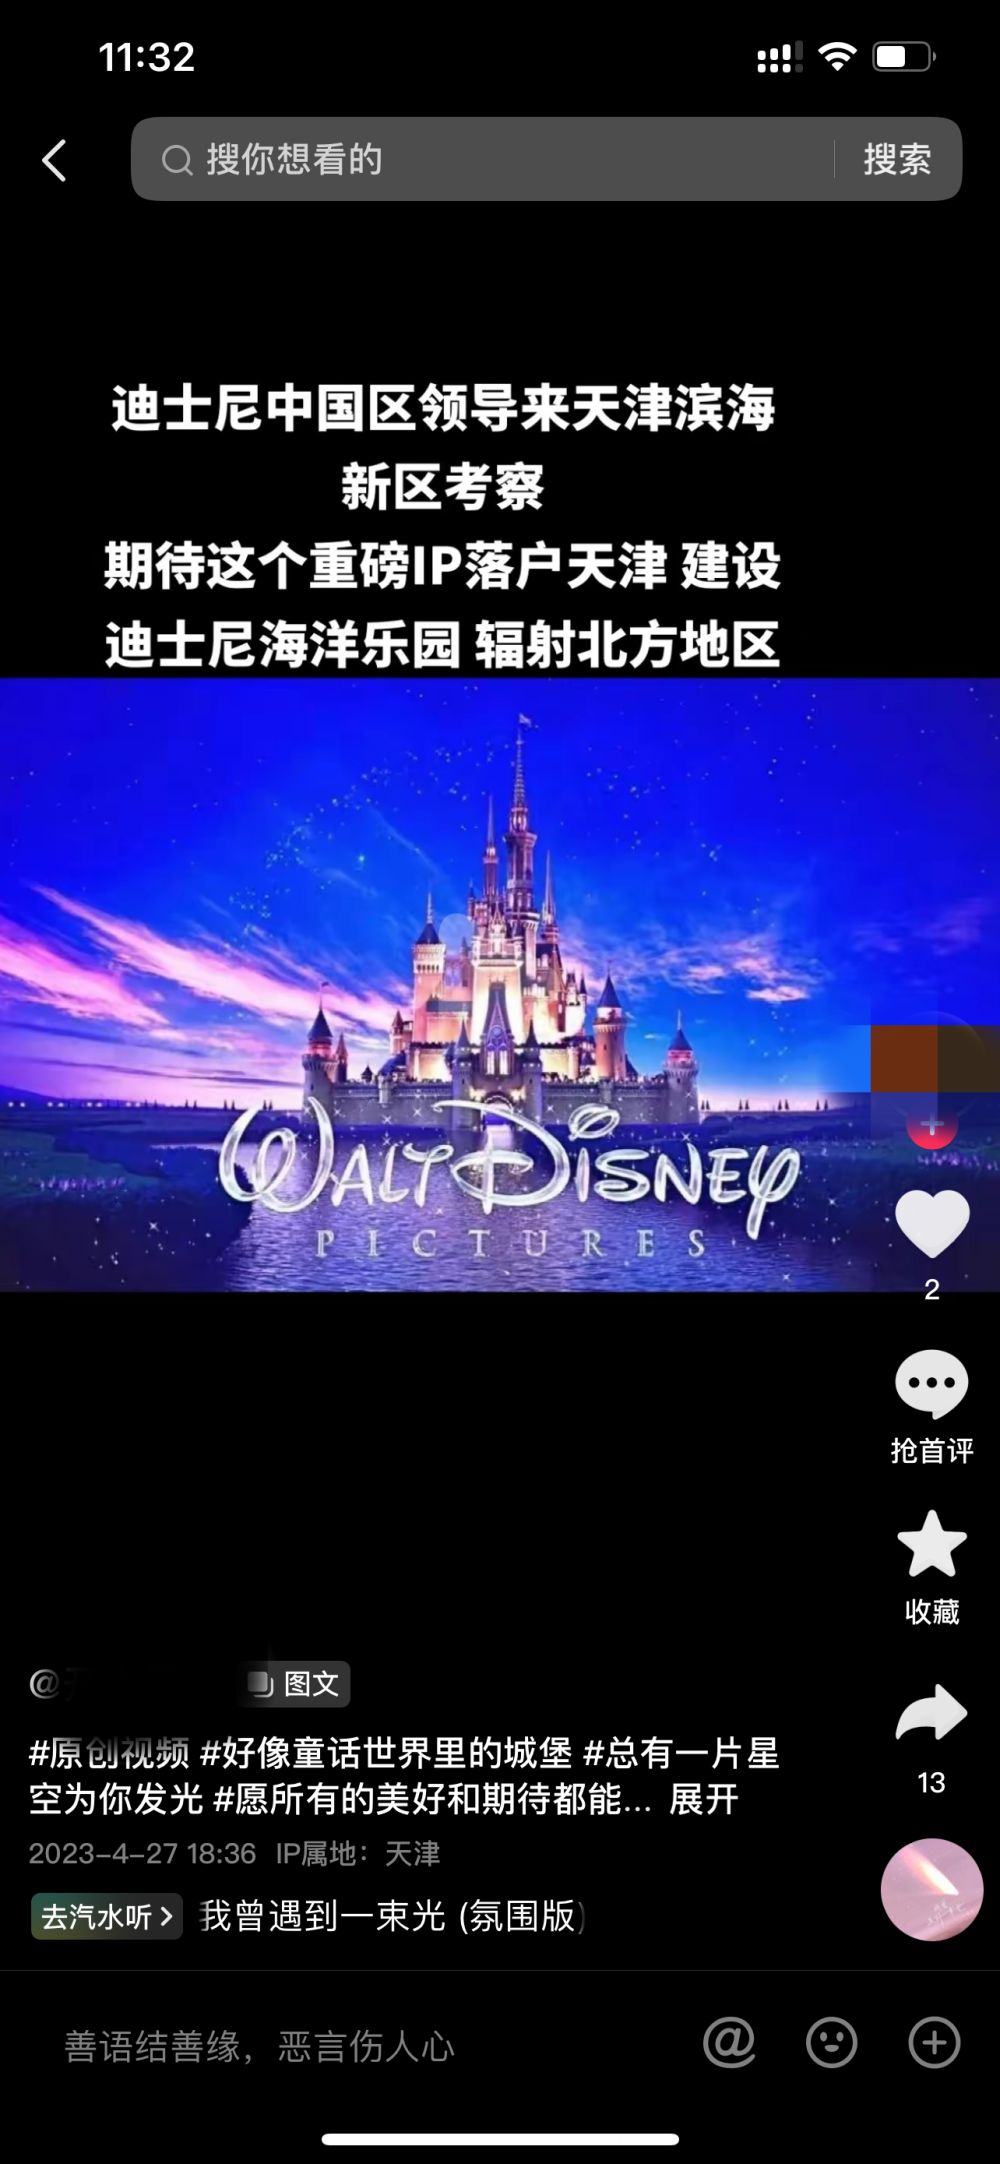 11:32
搜你想看的
搜索
迪士尼中国区领导来天津滨海
新区考察
期待这个重磅IP落户天津 建设
迪士尼海洋乐园 辐射北方地区
WALT DISNEY
PICTURES
2
抢首评
收藏
13
@
图文
#原创视频 #好像童话世界里的城堡 #总有一片星
空为你发光 #愿所有的美好和期待都能... 展开
2023-4-27 18:36 IP属地：天津
去汽水听 >
我曾遇到一束光 (氛围版)
善语结善缘，恶言伤人心